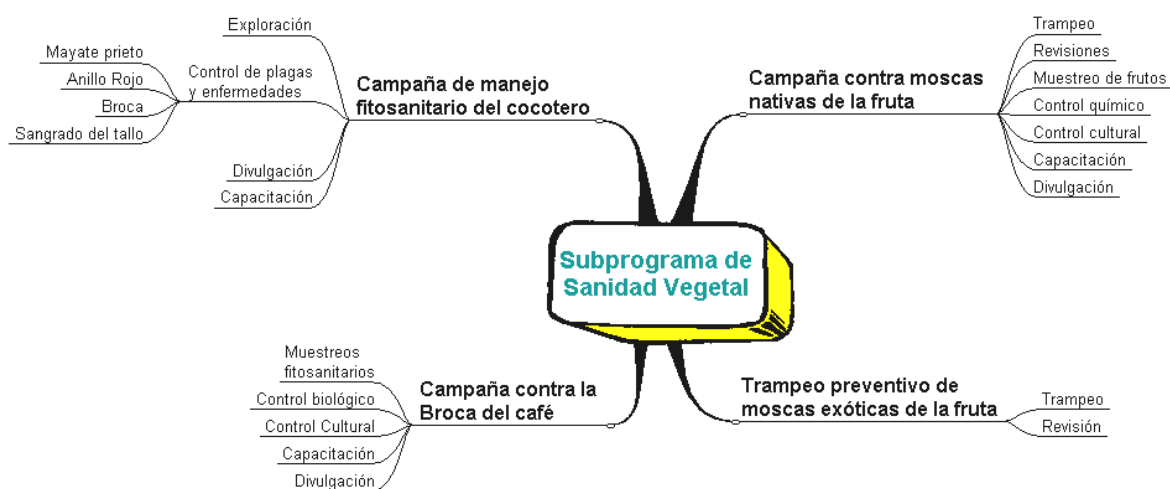 Subprograma de
Sanidad Vegetal
Campaña de manejo
fitosanitario del cocotero
Exploración
Control de plagas
y enfermedades
Mayate prieto
Anillo Rojo
Broca
Sangrado del tallo
Divulgación
Capacitación
Campaña contra moscas
nativas de la fruta
Trampeo
Revisiones
Muestreo de frutos
Control químico
Control cultural
Capacitación
Divulgación
Campaña contra la
Broca del café
Muestreos
fitosanitarios
Control biológico
Control Cultural
Capacitación
Divulgación
Trampeo preventivo de
moscas exóticas de la fruta
Trampeo
Revisión